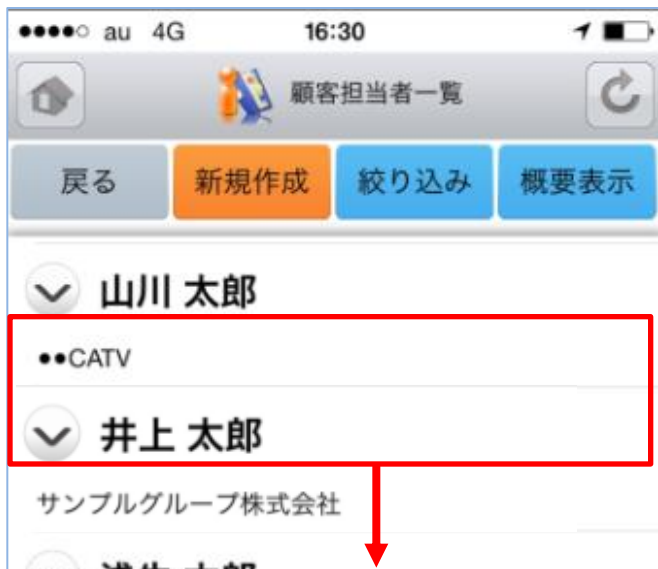 ●●●●○ au 4G 16:30
顧客担当者一覧
戻る 新規作成 絞り込み 概要表示
山川 太郎
●●CATV
井上 太郎
サンプルグループ株式会社
太郎